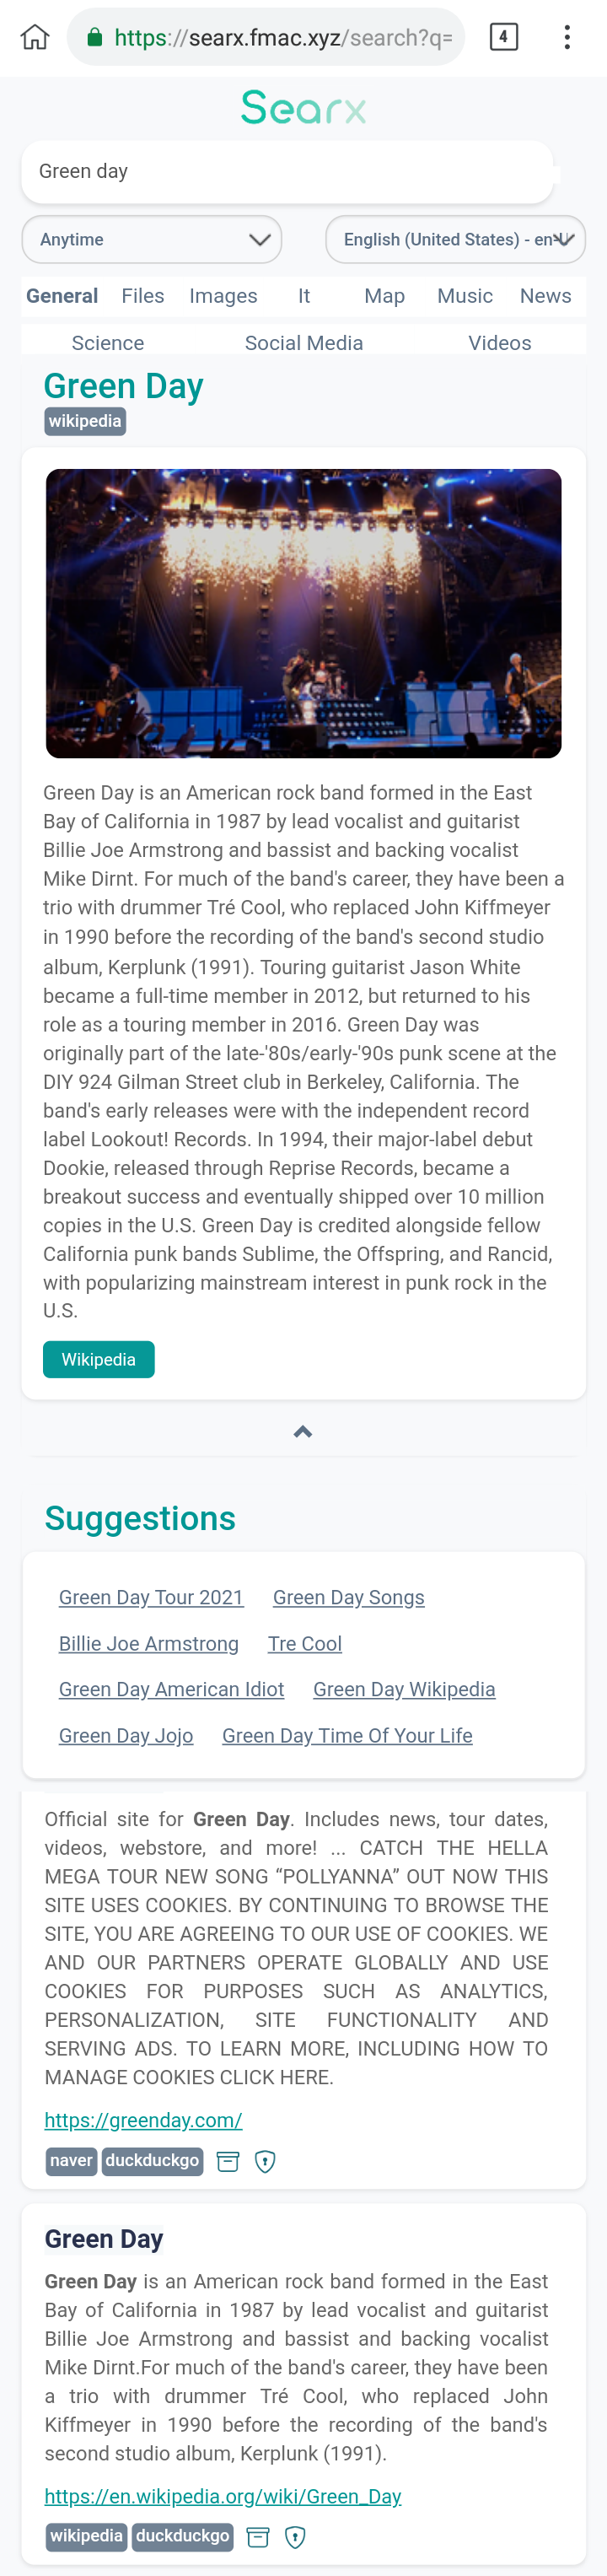 https://searx.fmac.xyz/search?q=
4
Searx
Green day
Anytime
English (United States) - en-U
General Files Images It Map Music News
Science Social Media Videos
Green Day
wikipedia
Green Day is an American rock band formed in the East
Bay of California in 1987 by lead vocalist and guitarist
Billie Joe Armstrong and bassist and backing vocalist
Mike Dirnt. For much of the band's career, they have been a
trio with drummer Tré Cool, who replaced John Kiffmeyer
in 1990 before the recording of the band's second studio
album, Kerplunk (1991). Touring guitarist Jason White
became a full-time member in 2012, but returned to his
role as a touring member in 2016. Green Day was
originally part of the late-'80s/early-'90s punk scene at the
DIY 924 Gilman Street club in Berkeley, California. The
band's early releases were with the independent record
label Lookout! Records. In 1994, their major-label debut
Dookie, released through Reprise Records, became a
breakout success and eventually shipped over 10 million
copies in the U.S. Green Day is credited alongside fellow
California punk bands Sublime, the Offspring, and Rancid,
with popularizing mainstream interest in punk rock in the
U.S.
Wikipedia
Suggestions
Green Day Tour 2021 Green Day Songs
Billie Joe Armstrong Tre Cool
Green Day American Idiot Green Day Wikipedia
Green Day Jojo Green Day Time Of Your Life
Official site for Green Day. Includes news, tour dates,
videos, webstore, and more! ... CATCH THE HELLA
MEGA TOUR NEW SONG “POLLYANNA” OUT NOW THIS
SITE USES COOKIES. BY CONTINUING TO BROWSE THE
SITE, YOU ARE AGREEING TO OUR USE OF COOKIES. WE
AND OUR PARTNERS OPERATE GLOBALLY AND USE
COOKIES FOR PURPOSES SUCH AS ANALYTICS,
PERSONALIZATION, SITE FUNCTIONALITY AND
SERVING ADS. TO LEARN MORE, INCLUDING HOW TO
MANAGE COOKIES CLICK HERE.
https://greenday.com/
naver duckduckgo
Green Day
Green Day is an American rock band formed in the East
Bay of California in 1987 by lead vocalist and guitarist
Billie Joe Armstrong and bassist and backing vocalist
Mike Dirnt.For much of the band's career, they have been
a trio with drummer Tré Cool, who replaced John
Kiffmeyer in 1990 before the recording of the band's
second studio album, Kerplunk (1991).
https://en.wikipedia.org/wiki/Green_Day
wikipedia duckduckgo